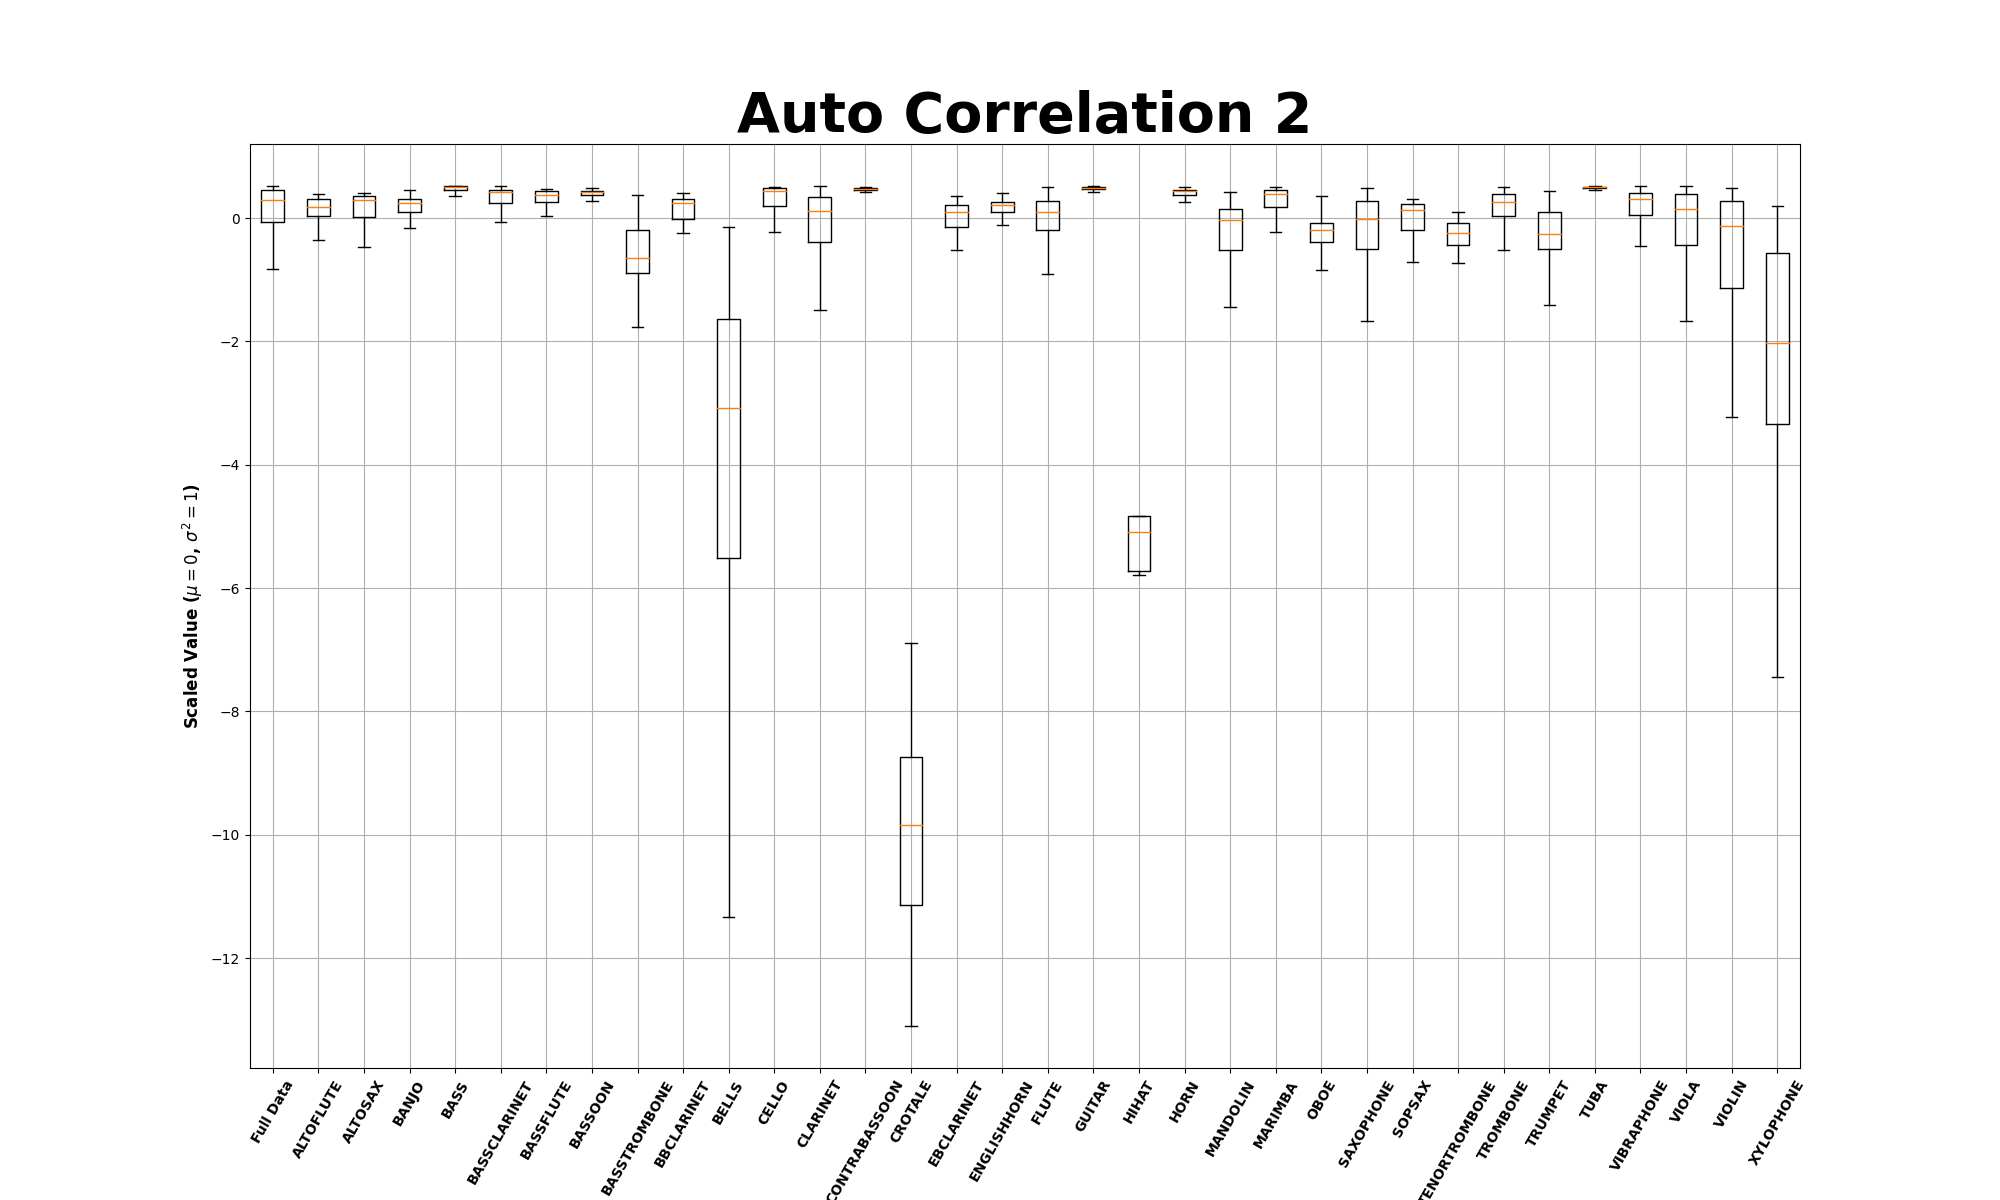 Auto Correlation 2
Scaled Value (μ = 0, σ² = 1)
0
−2
−4
−6
−8
−10
−12
Full Data
ALTOFLUTE
ALTOSAX
BANJO
BASS
BASSCLARINET
BASSFLUTE
BASSOON
BASSTROMBONE
BBCLARINET
BELLS
CELLO
CLARINET
CONTRABASSOON
CROTALE
EBCLARINET
ENGLISHHORN
FLUTE
GUITAR
HIHAT
HORN
MANDOLIN
MARIMBA
OBOE
SAXOPHONE
SOPSAX
TENORTROMBONE
TROMBONE
TRUMPET
TUBA
VIBRAPHONE
VIOLA
VIOLIN
XYLOPHONE